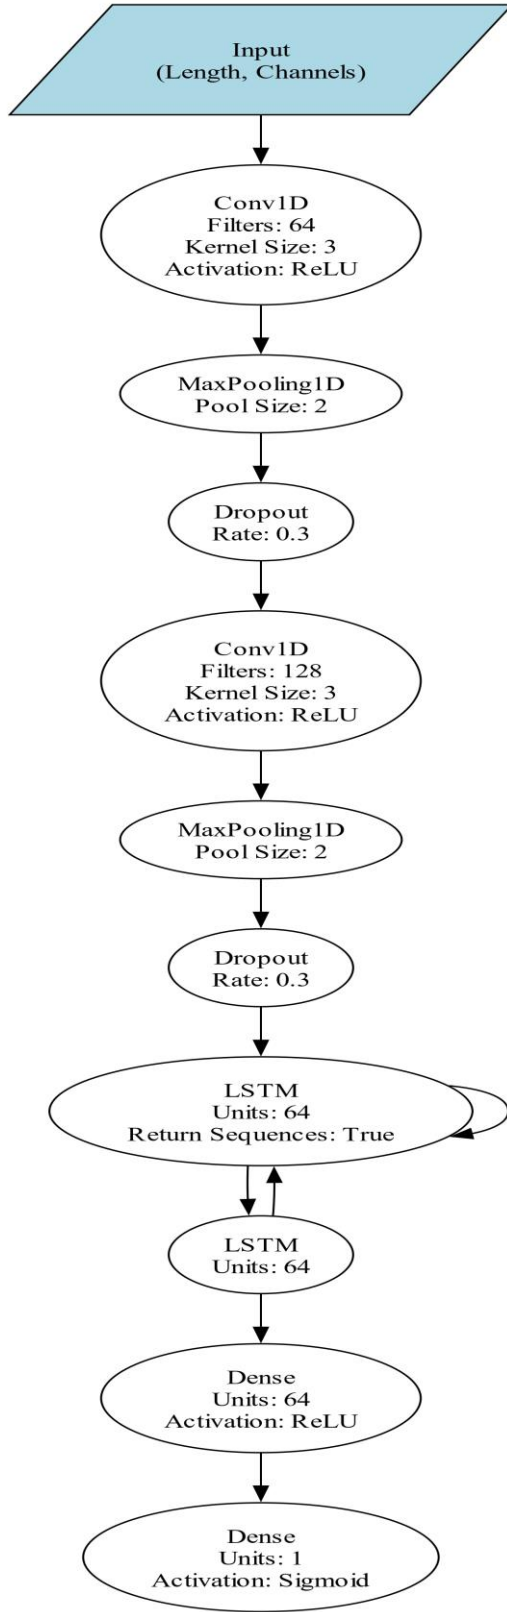 Input
(Length, Channels)
Conv1D
Filters: 64
Kernel Size: 3
Activation: ReLU
MaxPooling1D
Pool Size: 2
Dropout
Rate: 0.3
Conv1D
Filters: 128
Kernel Size: 3
Activation: ReLU
MaxPooling1D
Pool Size: 2
Dropout
Rate: 0.3
LSTM
Units: 64
Return Sequences: True
LSTM
Units: 64
Dense
Units: 64
Activation: ReLU
Dense
Units: 1
Activation: Sigmoid